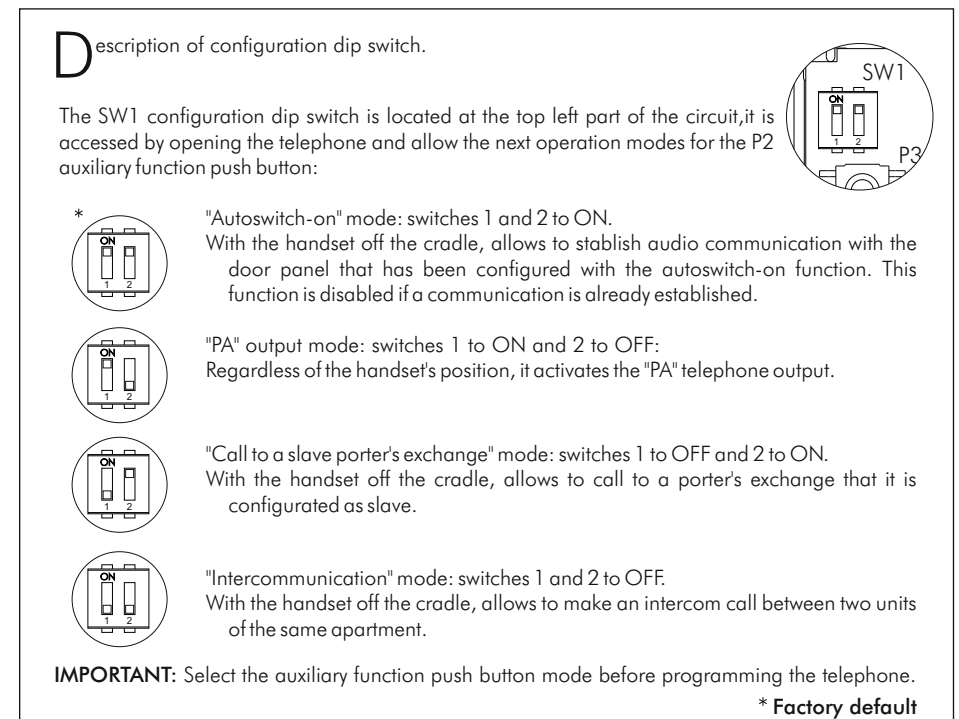 Description of configuration dip switch.
SW1
ON
1 2
P3
The SW1 configuration dip switch is located at the top left part of the circuit,it is
accessed by opening the telephone and allow the next operation modes for the P2
auxiliary function push button:
*
ON
1 2
"Autoswitch-on" mode: switches 1 and 2 to ON.
With the handset off the cradle, allows to stablish audio communication with the
door panel that has been configured with the autoswitch-on function. This
function is disabled if a communication is already established.
ON
1 2
"PA" output mode: switches 1 to ON and 2 to OFF:
Regardless of the handset's position, it activates the "PA" telephone output.
ON
1 2
"Call to a slave porter's exchange" mode: switches 1 to OFF and 2 to ON.
With the handset off the cradle, allows to call to a porter's exchange that it is
configurated as slave.
ON
1 2
"Intercommunication" mode: switches 1 and 2 to OFF.
With the handset off the cradle, allows to make an intercom call between two units
of the same apartment.
IMPORTANT: Select the auxiliary function push button mode before programming the telephone.
* Factory default